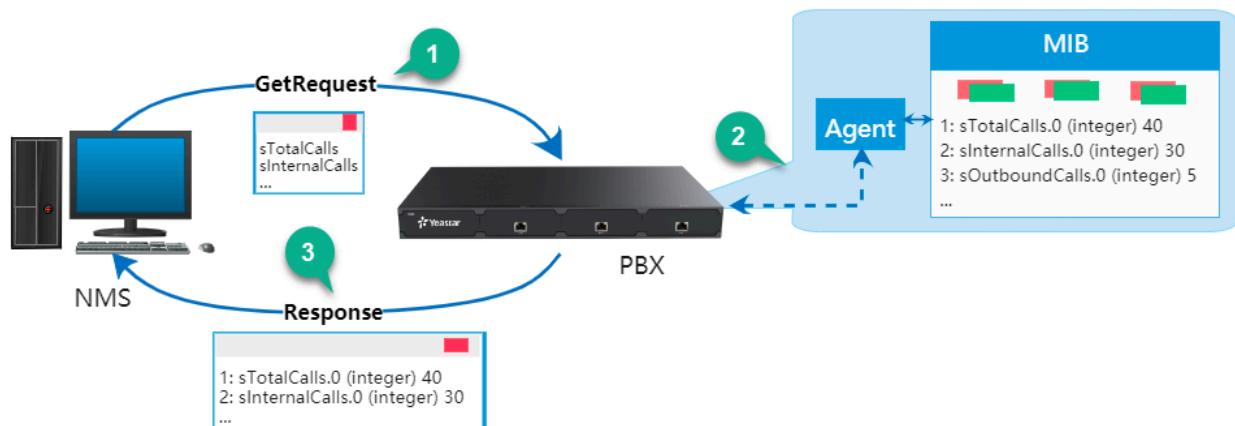 1
GetRequest
sTotalCalls
sInternalCalls
...
NMS
3
Response
1: sTotalCalls.0 (integer) 40
2: sInternalCalls.0 (integer) 30
...
Yeastar
PBX
2
Agent
MIB
1: sTotalCalls.0 (integer) 40
2: sInternalCalls.0 (integer) 30
3: sOutboundCalls.0 (integer) 5
...